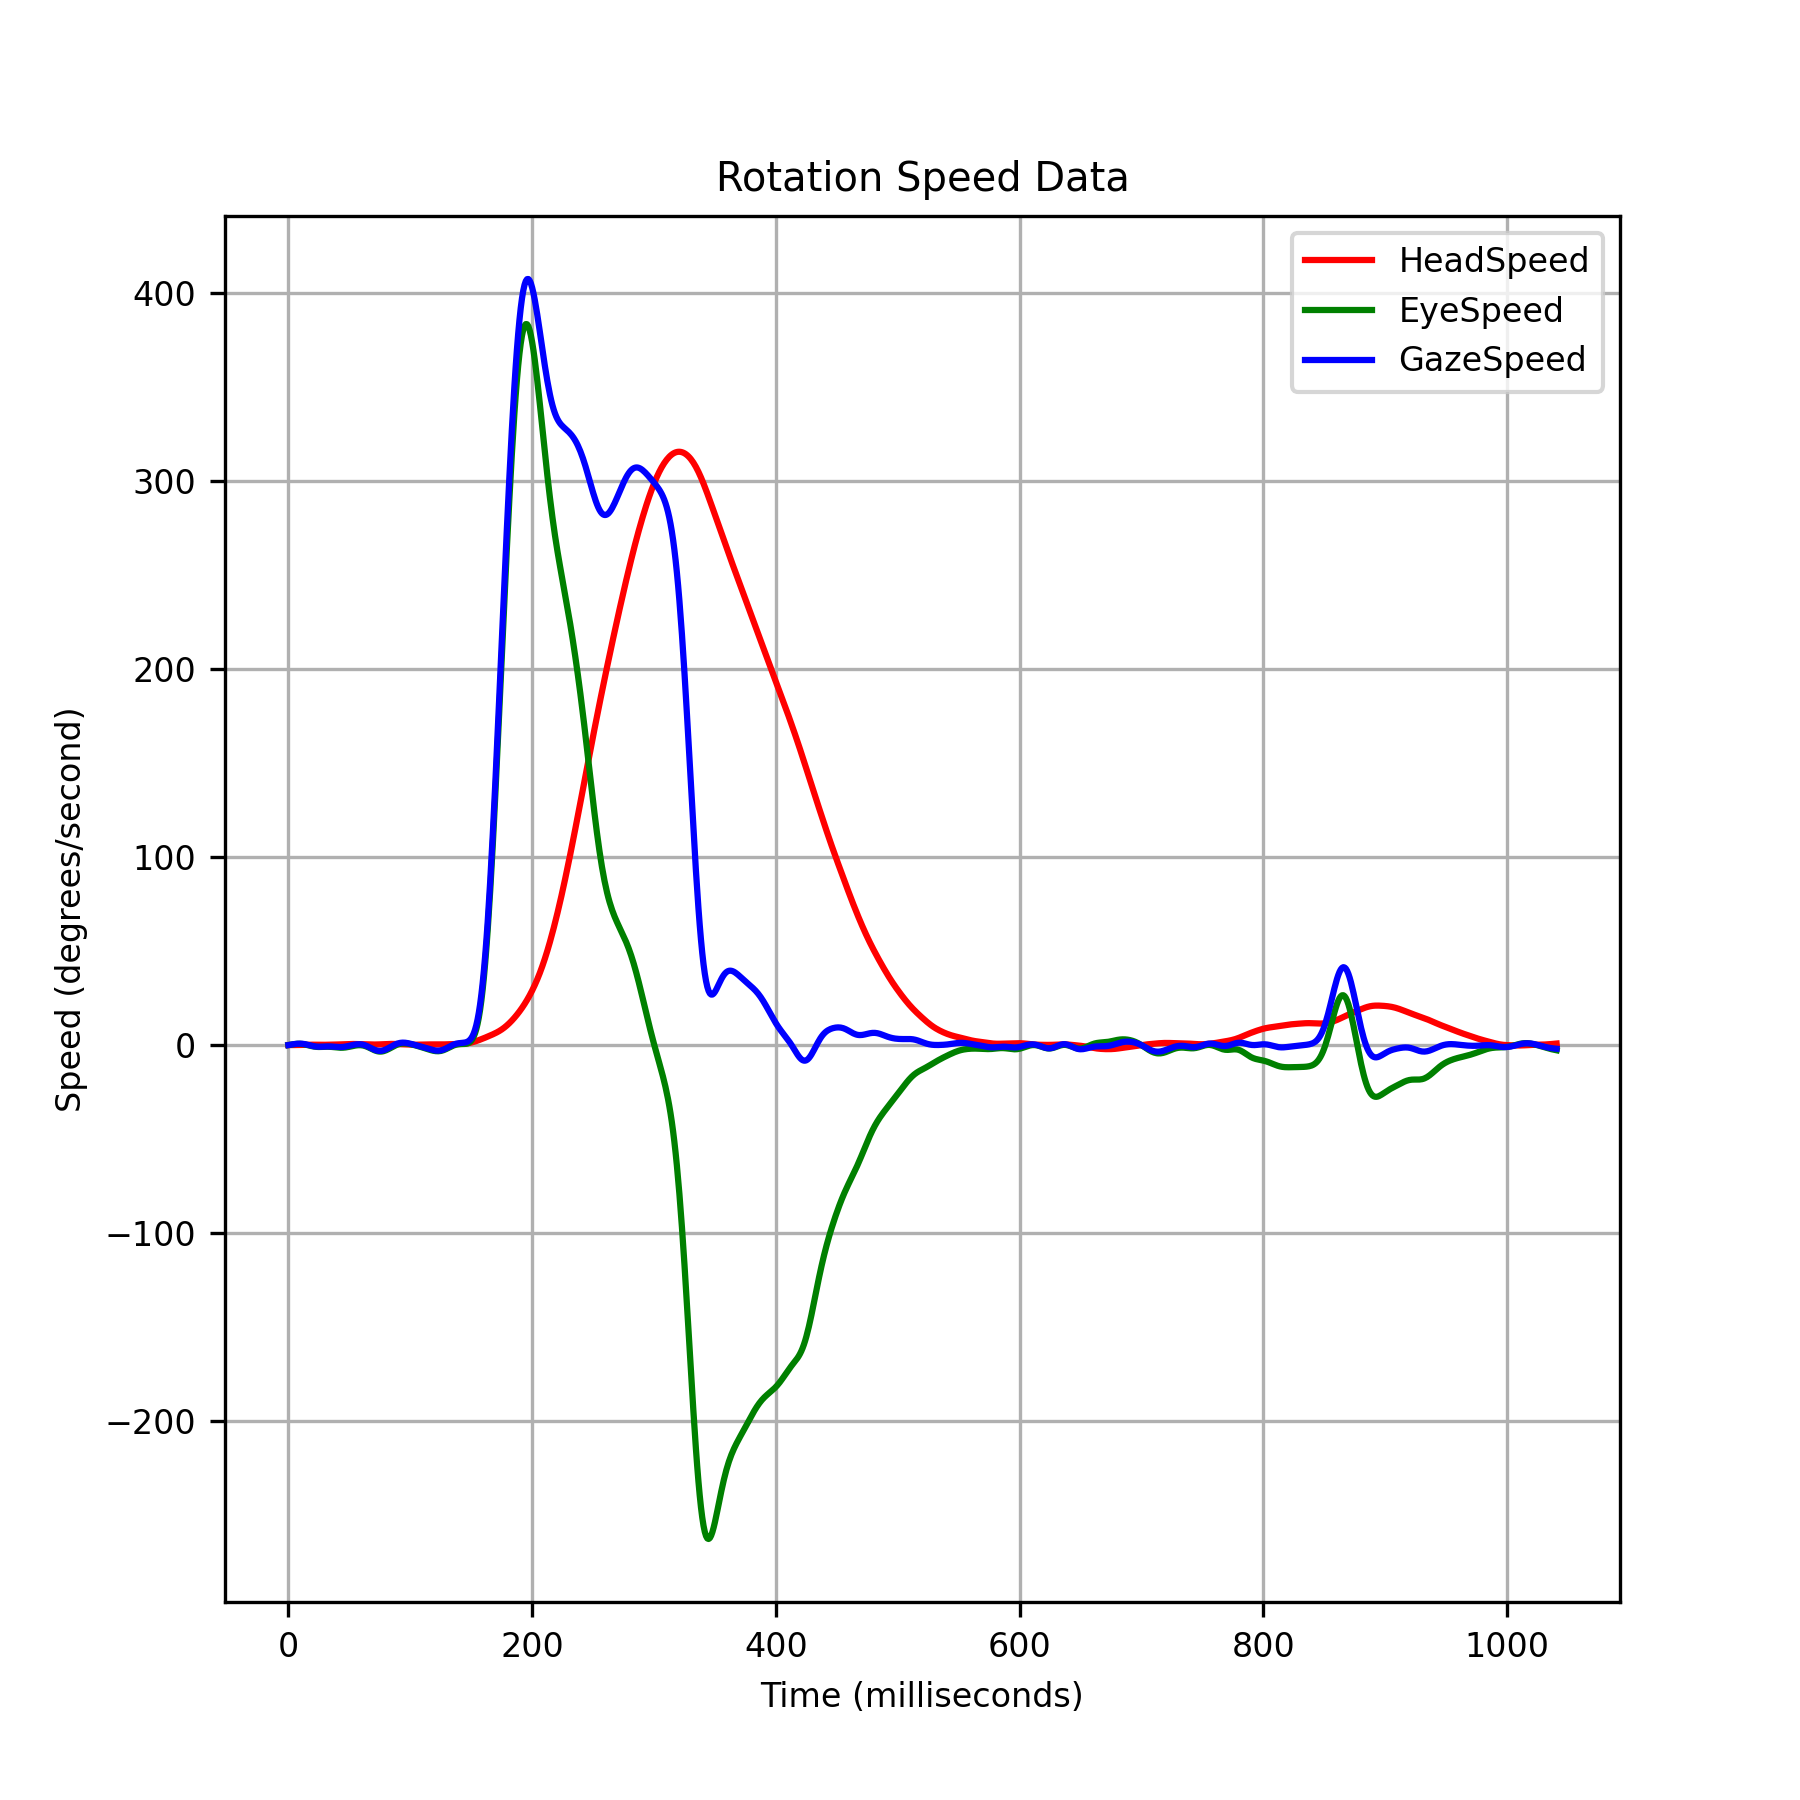 Rotation Speed Data
HeadSpeed
EyeSpeed
GazeSpeed
400
300
200
100
0
−100
−200
Speed (degrees/second)
0 200 400 600 800 1000
Time (milliseconds)